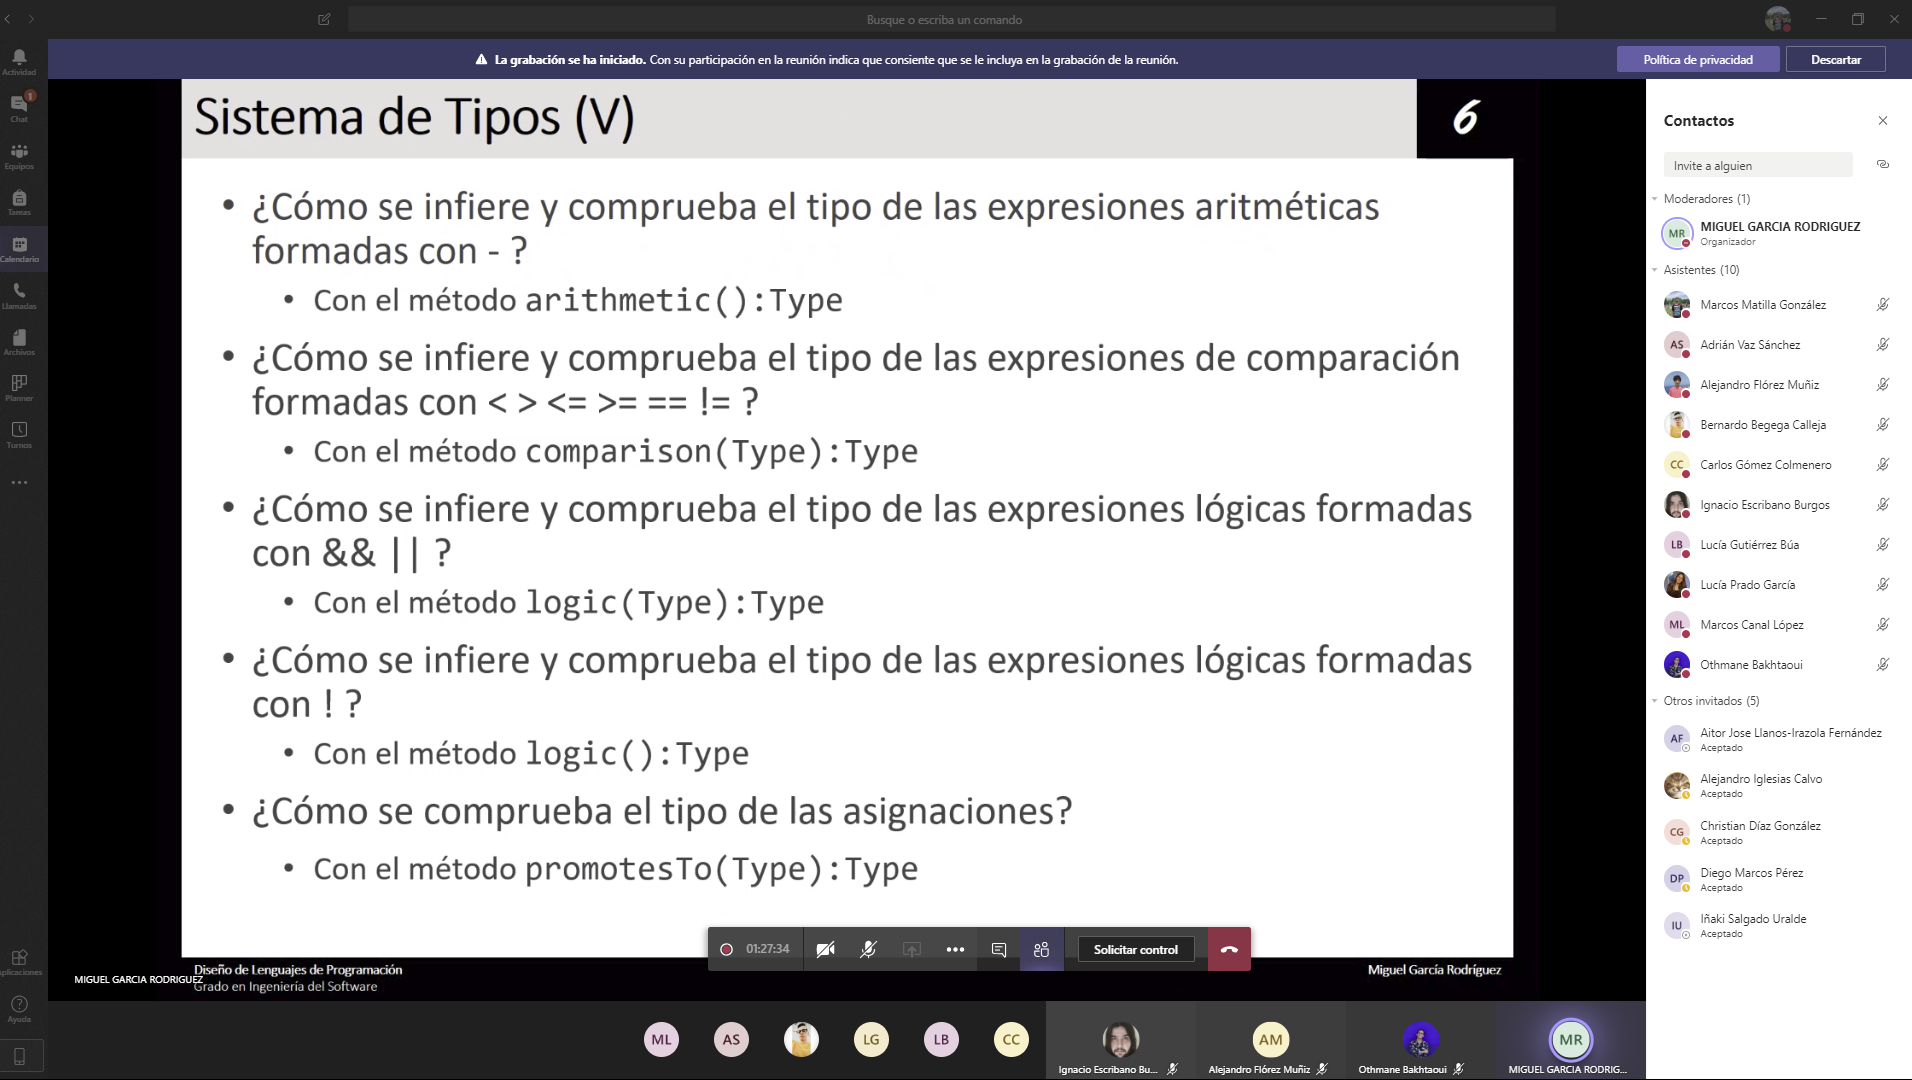 Busque o escriba un comando
La grabación se ha iniciado. Con su participación en la reunión indica que consiente que se le incluya en la grabación de la reunión.
Política de privacidad
Descartar
Actividad
1
Chat
Equipos
Tareas
Calendario
Llamadas
Archivos
Planner
Turnos
plicaciones
Ayuda
Sistema de Tipos (V)
6
• ¿Cómo se infiere y comprueba el tipo de las expresiones aritméticas
formadas con - ?
• Con el método arithmetic():Type
• ¿Cómo se infiere y comprueba el tipo de las expresiones de comparación
formadas con < > <= >= == != ?
• Con el método comparison(Type):Type
• ¿Cómo se infiere y comprueba el tipo de las expresiones lógicas formadas
con && || ?
• Con el método logic(Type):Type
• ¿Cómo se infiere y comprueba el tipo de las expresiones lógicas formadas
con ! ?
• Con el método logic():Type
• ¿Cómo se comprueba el tipo de las asignaciones?
• Con el método promotesTo(Type):Type
01:27:34
Solicitar control
Diseño de Lenguajes de Programación
Grado en Ingeniería del Software
MIGUEL GARCIA RODRIGUEZ
Miguel García Rodríguez
ML
AS
LG
LB
CC
Ignacio Escribano Bu...
AM
Alejandro Flórez Muñiz
Othmane Bakhtaoui
MR
MIGUEL GARCIA RODRIG...
Contactos
Invite a alguien
Moderadores (1)
MR
MIGUEL GARCIA RODRIGUEZ
Organizador
Asistentes (10)
Marcos Matilla González
AS
Adrián Vaz Sánchez
Alejandro Flórez Muñiz
Bernardo Begega Calleja
CC
Carlos Gómez Colmenero
Ignacio Escribano Burgos
LB
Lucía Gutiérrez Búa
Lucía Prado García
ML
Marcos Canal López
Othmane Bakhtaoui
Otros invitados (5)
AF
Aitor Jose Llanos-Irazola Fernández
Aceptado
Alejandro Iglesias Calvo
Aceptado
CG
Christian Díaz González
Aceptado
DP
Diego Marcos Pérez
Aceptado
IU
Iñaki Salgado Uralde
Aceptado